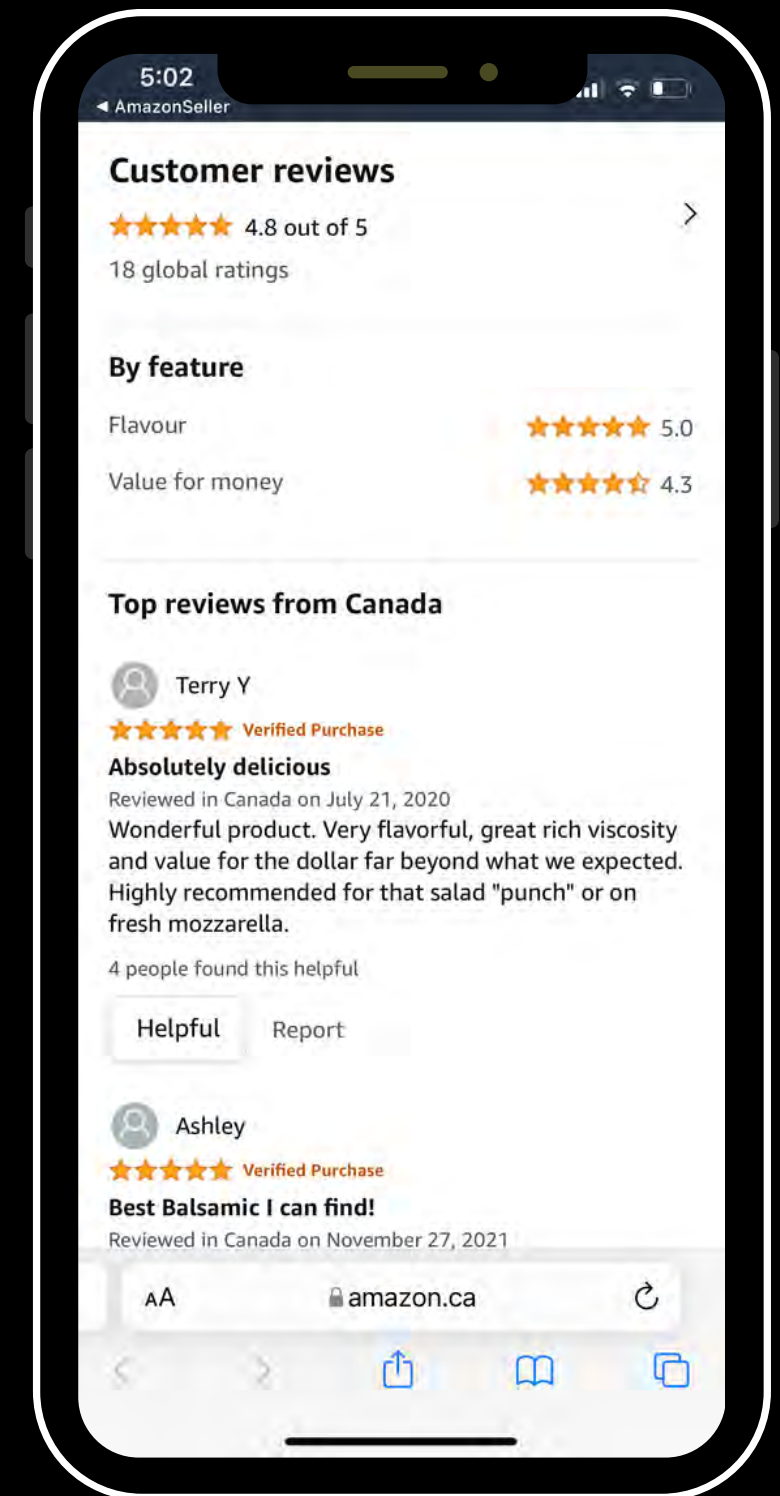 5:02
◀ AmazonSeller
Customer reviews
4.8 out of 5
18 global ratings
By feature
Flavour 5.0
Value for money 4.3
Top reviews from Canada
Terry Y
Verified Purchase
Absolutely delicious
Reviewed in Canada on July 21, 2020
Wonderful product. Very flavorful, great rich viscosity
and value for the dollar far beyond what we expected.
Highly recommended for that salad "punch" or on
fresh mozzarella.
4 people found this helpful
Helpful Report
Ashley
Verified Purchase
Best Balsamic I can find!
Reviewed in Canada on November 27, 2021
AA amazon.ca